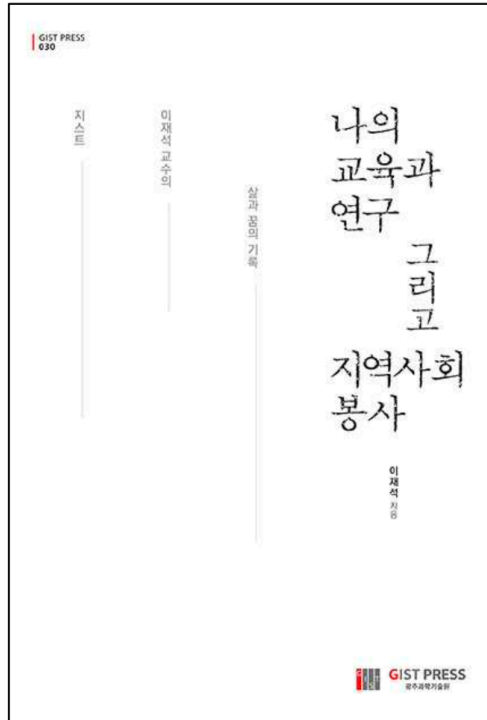 GIST PRESS
030
지스트
이재석 교수의
삶과 꿈의 기록
나의
교육과
연구
그리고
지역사회
봉사
이재석 지음
GIST PRESS
광주과학기술원